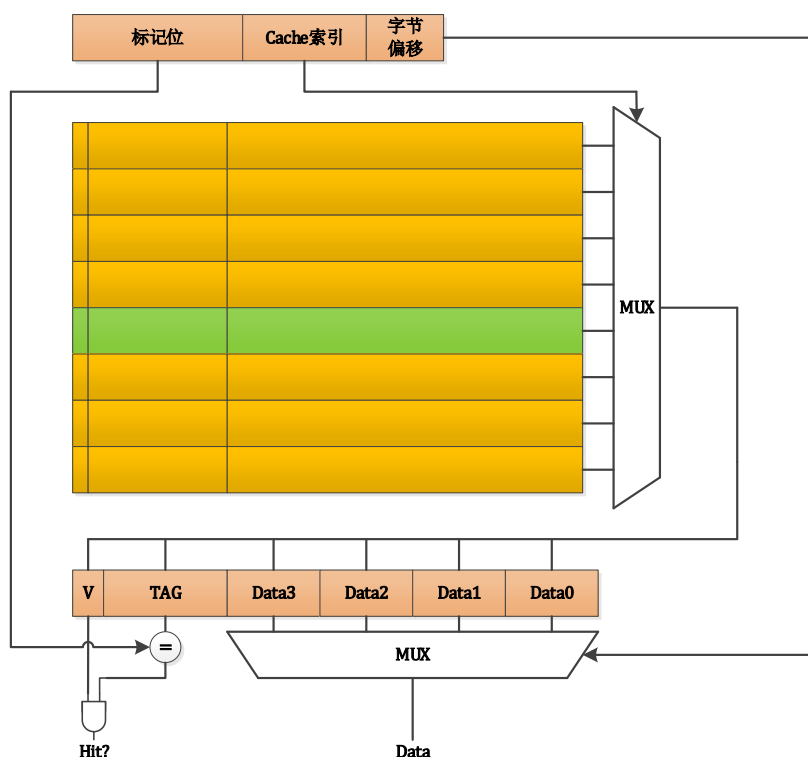 标记位
Cache索引
字节
偏移
MUX
V
TAG
Data3
Data2
Data1
Data0
=
MUX
Hit?
Data